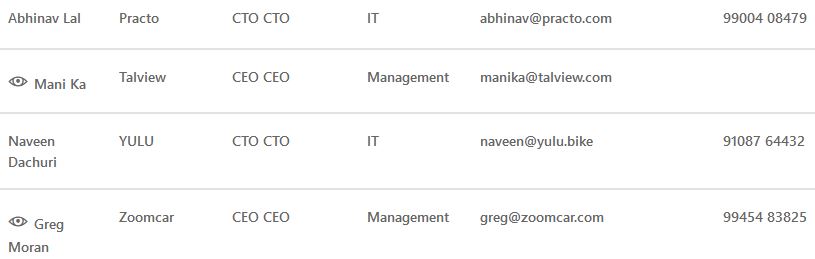 Abhinav Lal Practo CTO CTO IT abhinav@practo.com 99004 08479
Mani Ka Talview CEO CEO Management manika@talview.com
Naveen Dachuri YULU CTO CTO IT naveen@yulu.bike 91087 64432
Greg Moran Zoomcar CEO CEO Management greg@zoomcar.com 99454 83825